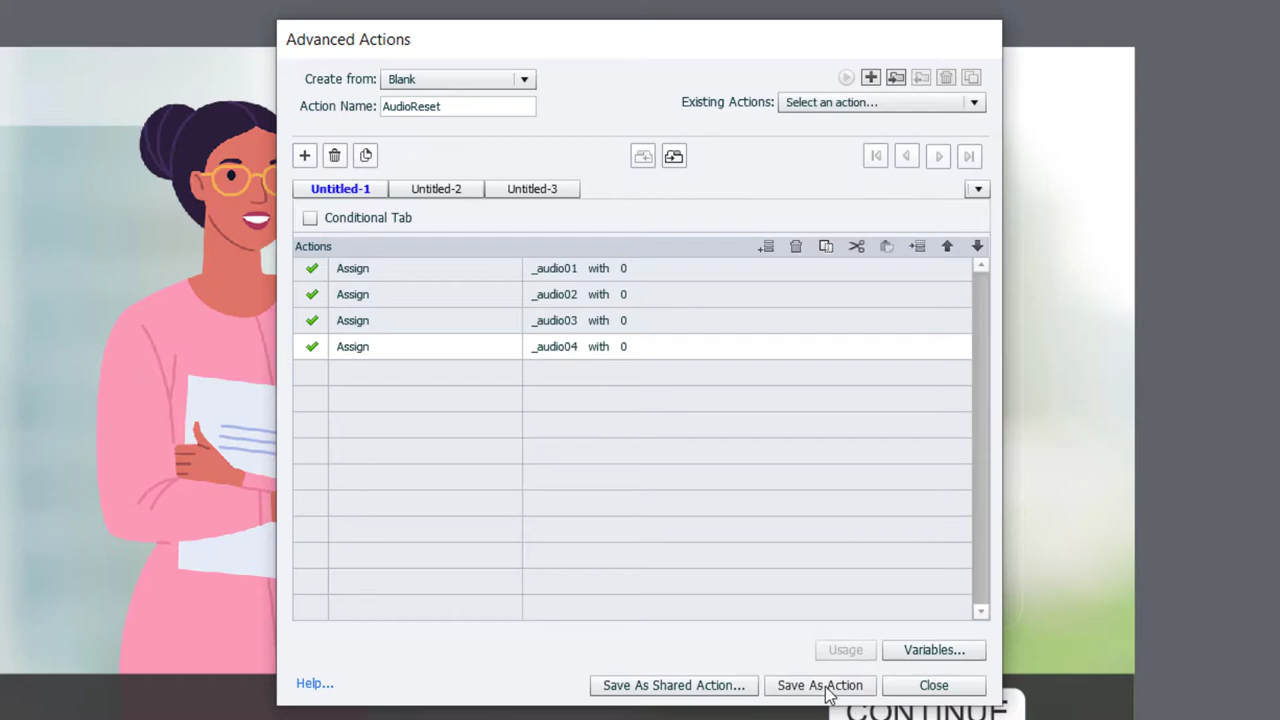 Advanced Actions
Create from: Blank
Action Name: AudioReset
Existing Actions: Select an action...
Untitled-1 Untitled-2 Untitled-3
Conditional Tab
Actions
Assign _audio01 with 0
Assign _audio02 with 0
Assign _audio03 with 0
Assign _audio04 with 0
Usage Variables...
Help... Save As Shared Action... Save As Action Close
CONTINUE